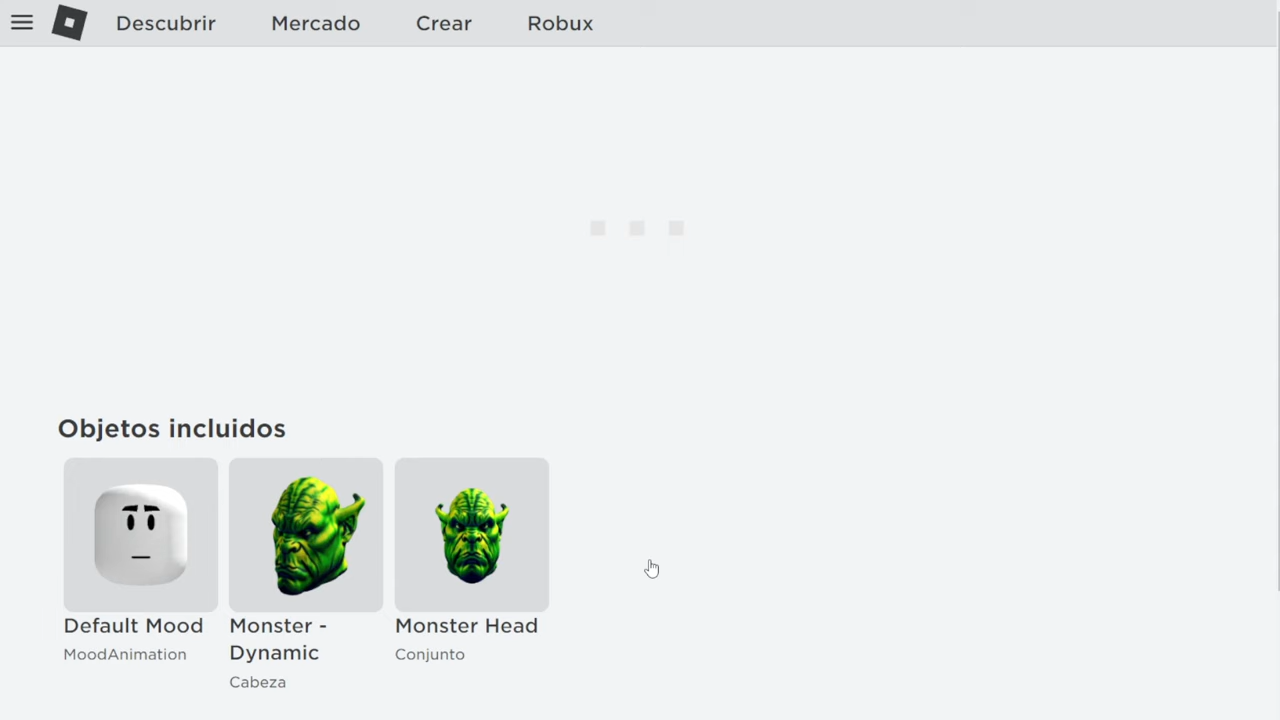 Descubrir Mercado Crear Robux
Objetos incluidos
Default Mood
MoodAnimation
Monster -
Dynamic
Cabeza
Monster Head
Conjunto